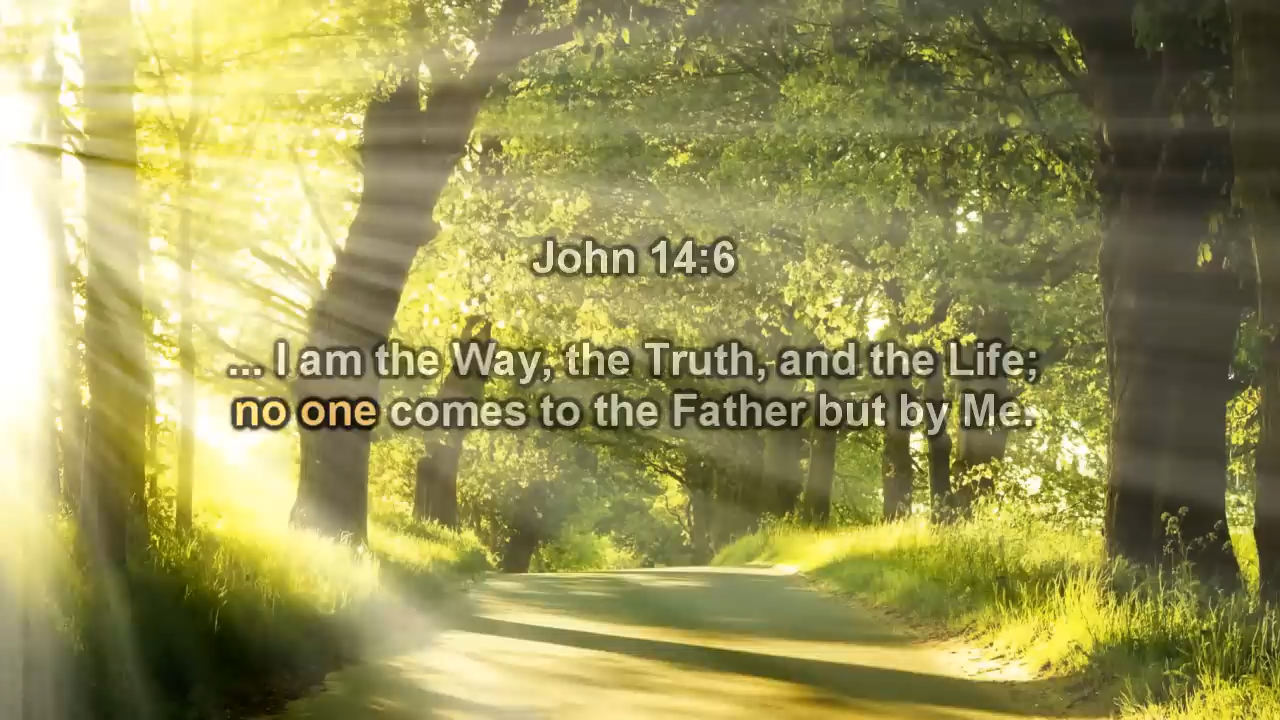 John 14:6
... I am the Way, the Truth, and the Life;
no one comes to the Father but by Me.